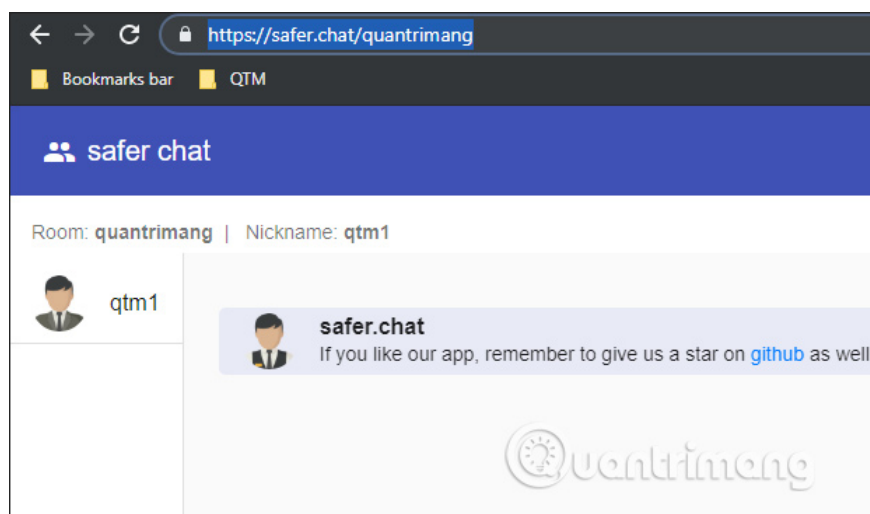 https://safer.chat/quantrimang
Bookmarks bar QTM
safer chat
Room: quantrimang | Nickname: qtm1
qtm1
safer.chat
If you like our app, remember to give us a star on github as well
Quantrimang